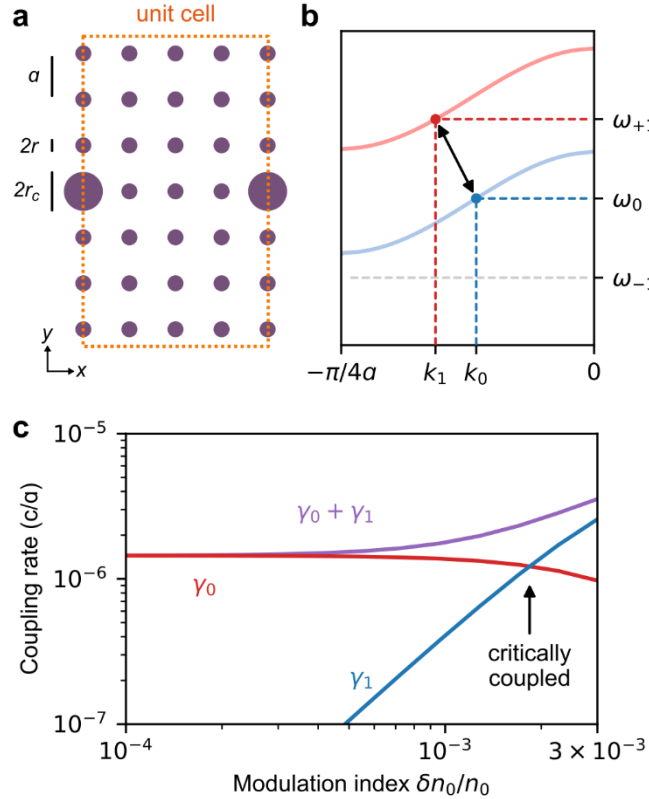 a
unit cell
a
2r
2r_c
y
x
b
ω_{+1}
ω_0
ω_{-1}
−π/4a
k_1
k_0
0
c
Coupling rate (c/a)
10^{-5}
10^{-6}
10^{-7}
γ_0 + γ_1
γ_0
γ_1
critically
coupled
10^{-4}
10^{-3}
3 × 10^{-3}
Modulation index δn_0/n_0